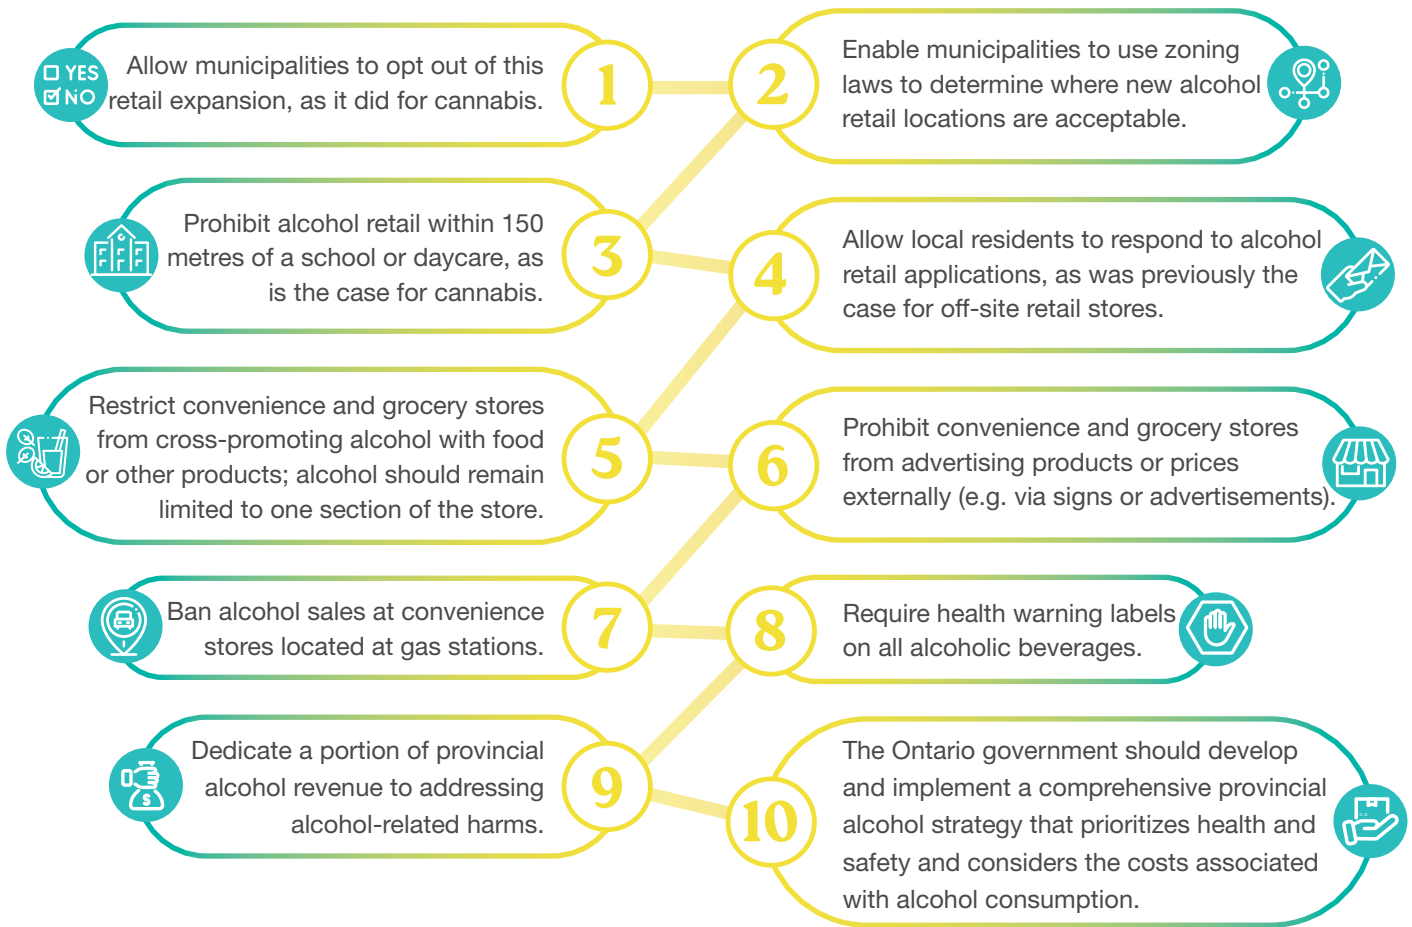 YES
NO
Allow municipalities to opt out of this
retail expansion, as it did for cannabis.
1
2
Enable municipalities to use zoning
laws to determine where new alcohol
retail locations are acceptable.
Prohibit alcohol retail within 150
metres of a school or daycare, as
is the case for cannabis.
3
4
Allow local residents to respond to alcohol
retail applications, as was previously the
case for off-site retail stores.
Restrict convenience and grocery stores
from cross-promoting alcohol with food
or other products; alcohol should remain
limited to one section of the store.
5
6
Prohibit convenience and grocery stores
from advertising products or prices
externally (e.g. via signs or advertisements).
Ban alcohol sales at convenience
stores located at gas stations.
7
8
Require health warning labels
on all alcoholic beverages.
Dedicate a portion of provincial
alcohol revenue to addressing
alcohol-related harms.
$
9
10
The Ontario government should develop
and implement a comprehensive provincial
alcohol strategy that prioritizes health and
safety and considers the costs associated
with alcohol consumption.